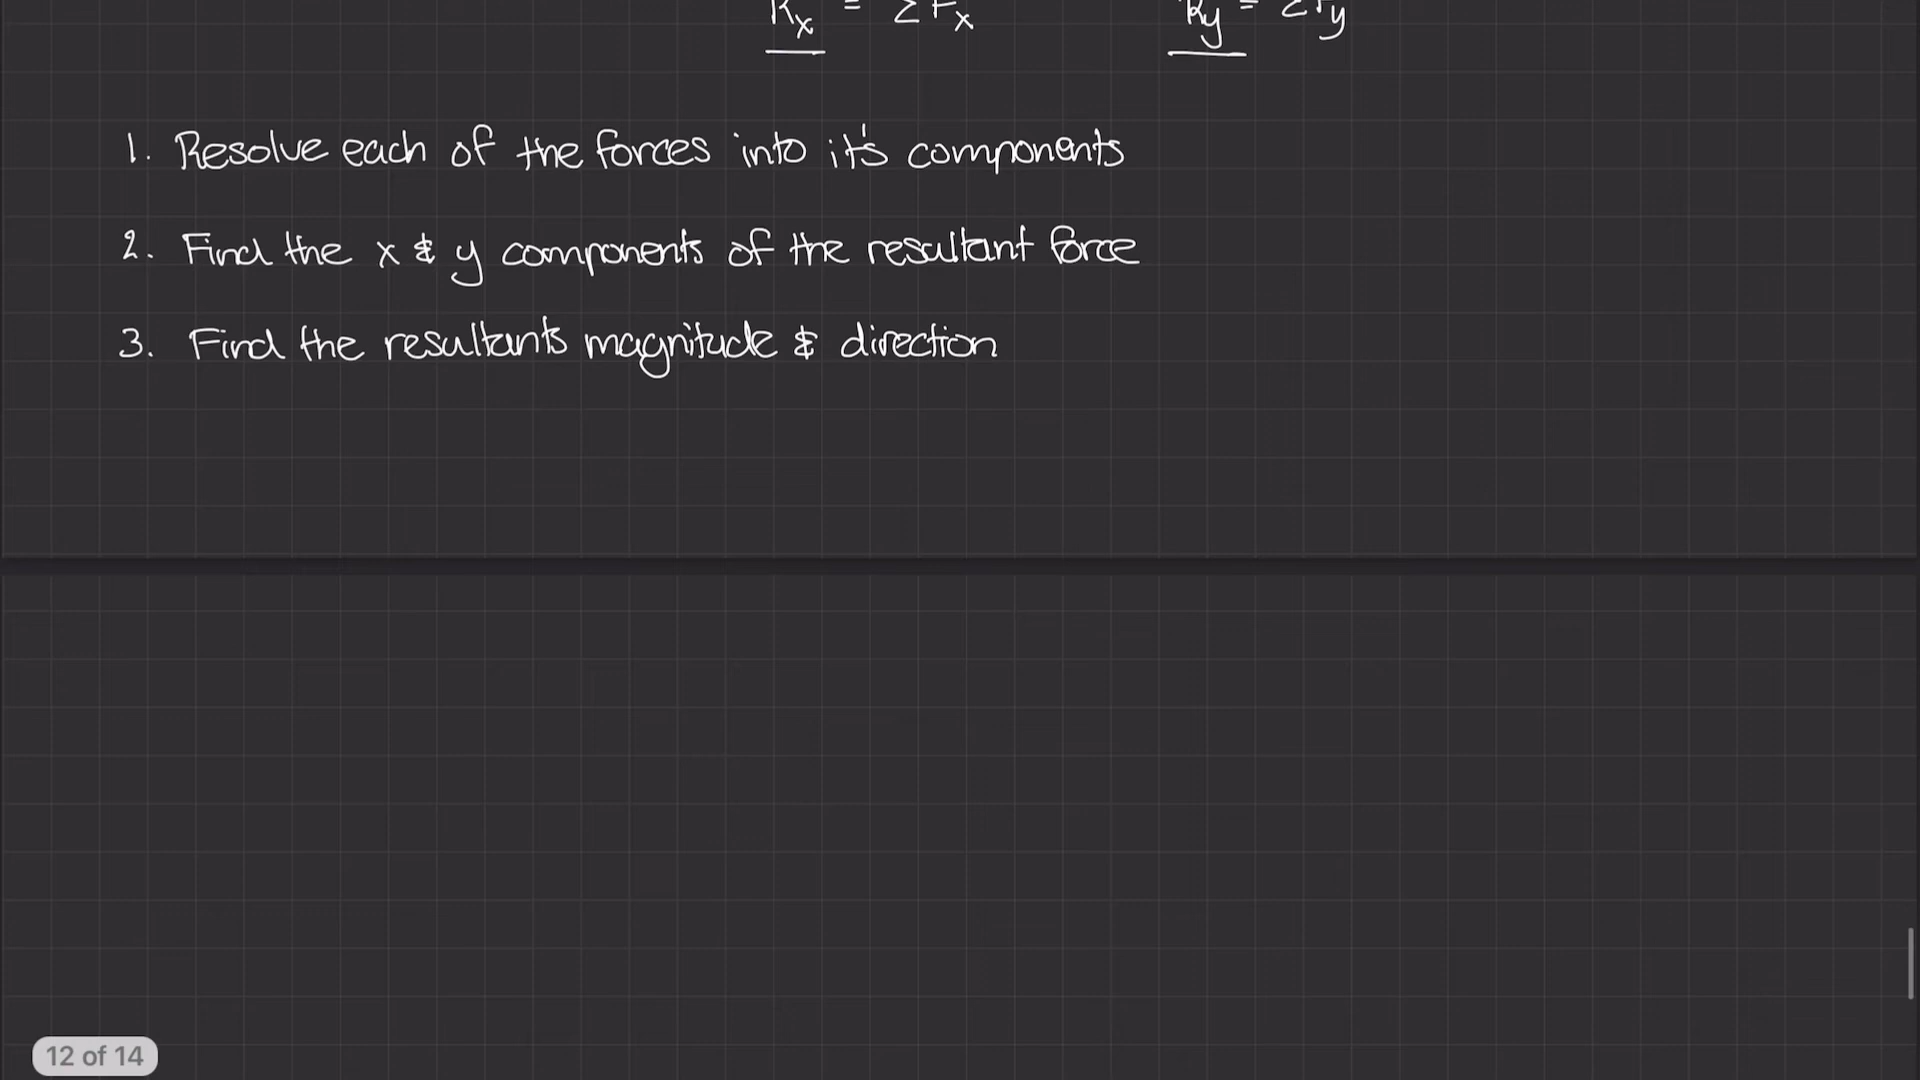 Rx = ΣFx Ry = ΣFy
1. Resolve each of the forces into it's components
2. Find the x & y components of the resultant force
3. Find the resultants magnitude & direction
12 of 14